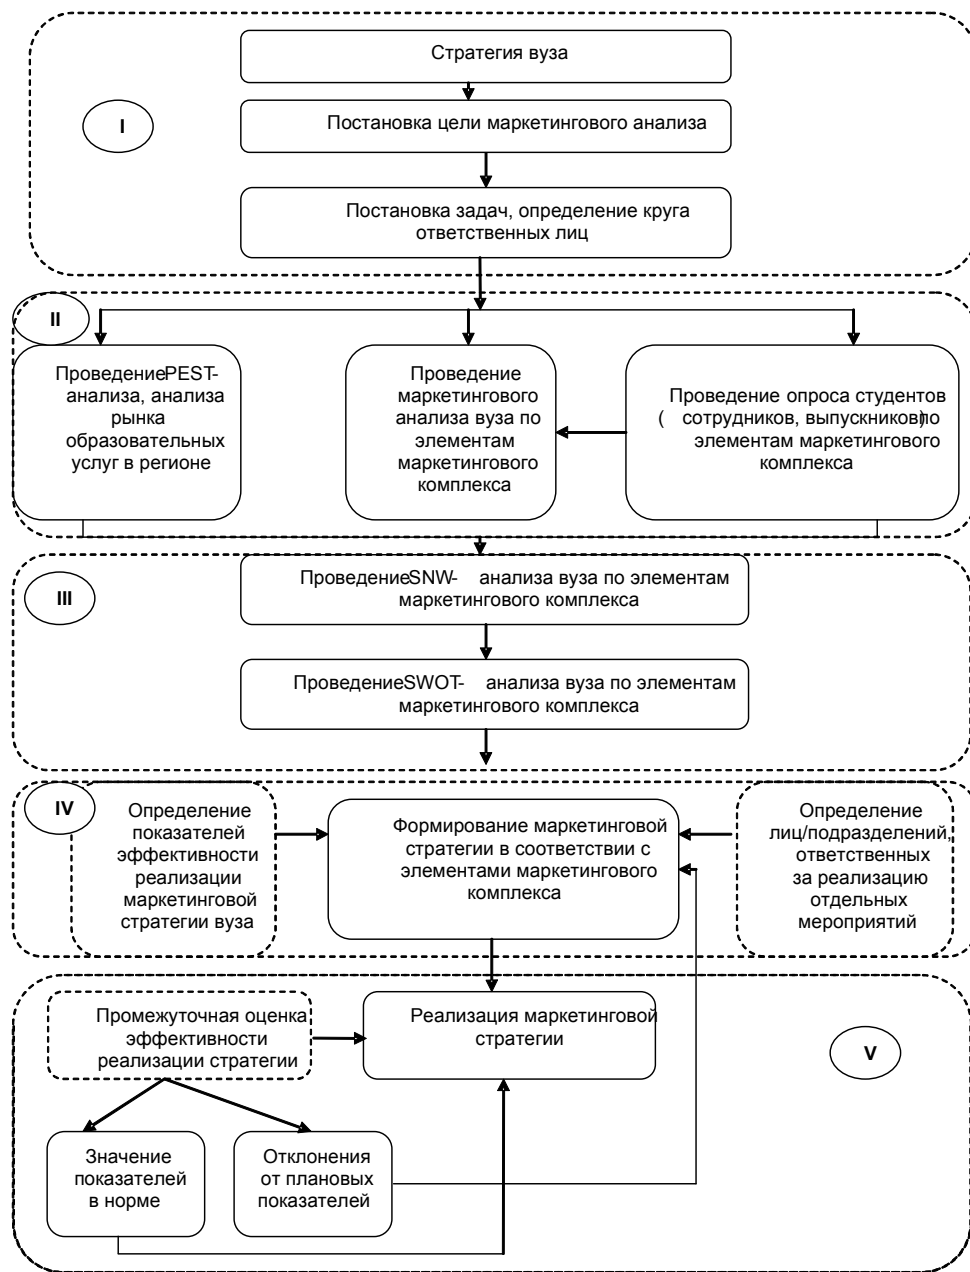 Стратегия вуза
I
Постановка цели маркетингового анализа
Постановка задач, определение круга
ответственных лиц
II
ПроведениеPEST-
анализа, анализа
рынка
образовательных
услуг в регионе
Проведение
маркетингового
анализа вуза по
элементам
маркетингового
комплекса
Проведение опроса студентов
( сотрудников, выпускников)по
элементам маркетингового
комплекса
III
ПроведениеSNW- анализа вуза по элементам
маркетингового комплекса
ПроведениеSWOT- анализа вуза по элементам
маркетингового комплекса
IV
Определение
показателей
эффективности
реализации
маркетинговой
стратегии вуза
Формирование маркетинговой
стратегии в соответствии с
элементами маркетингового
комплекса
Определение
лиц/подразделений,
ответственных
за реализацию
отдельных
мероприятий
Промежуточная оценка
эффективности
реализации стратегии
Реализация маркетинговой
стратегии
V
Значение
показателей
в норме
Отклонения
от плановых
показателей